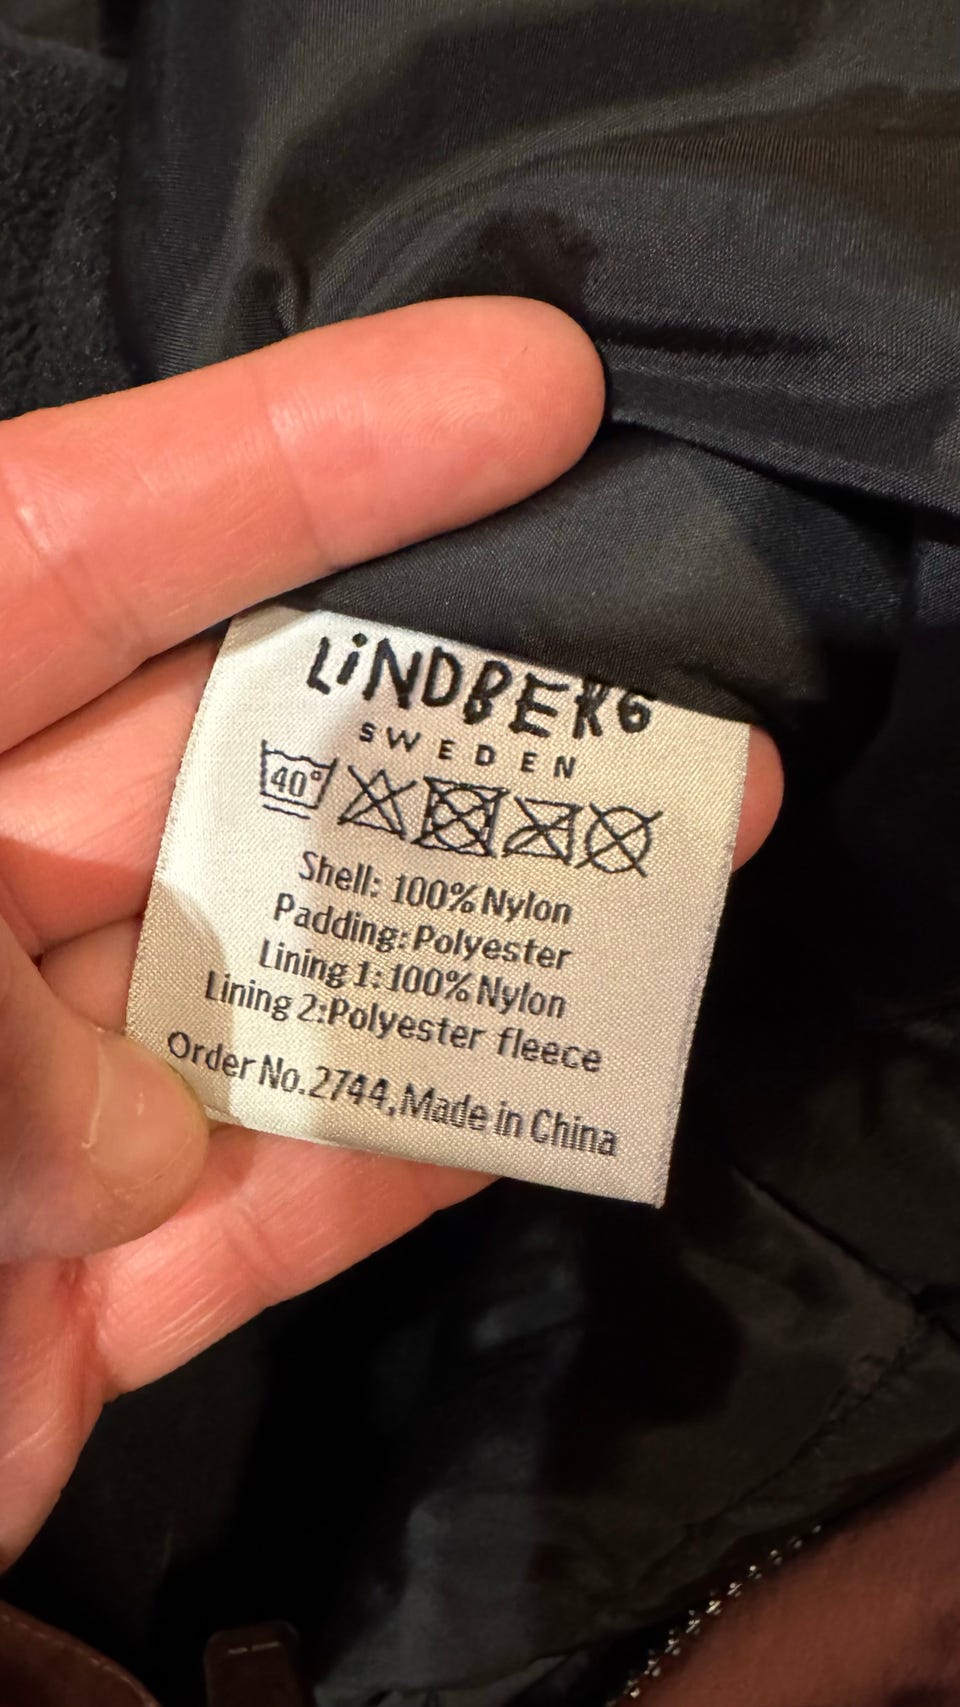 LiNDBERG
SWEDEN
40°
Shell: 100% Nylon
Padding: Polyester
Lining 1: 100% Nylon
Lining 2:Polyester fleece
Order No.2744, Made in China